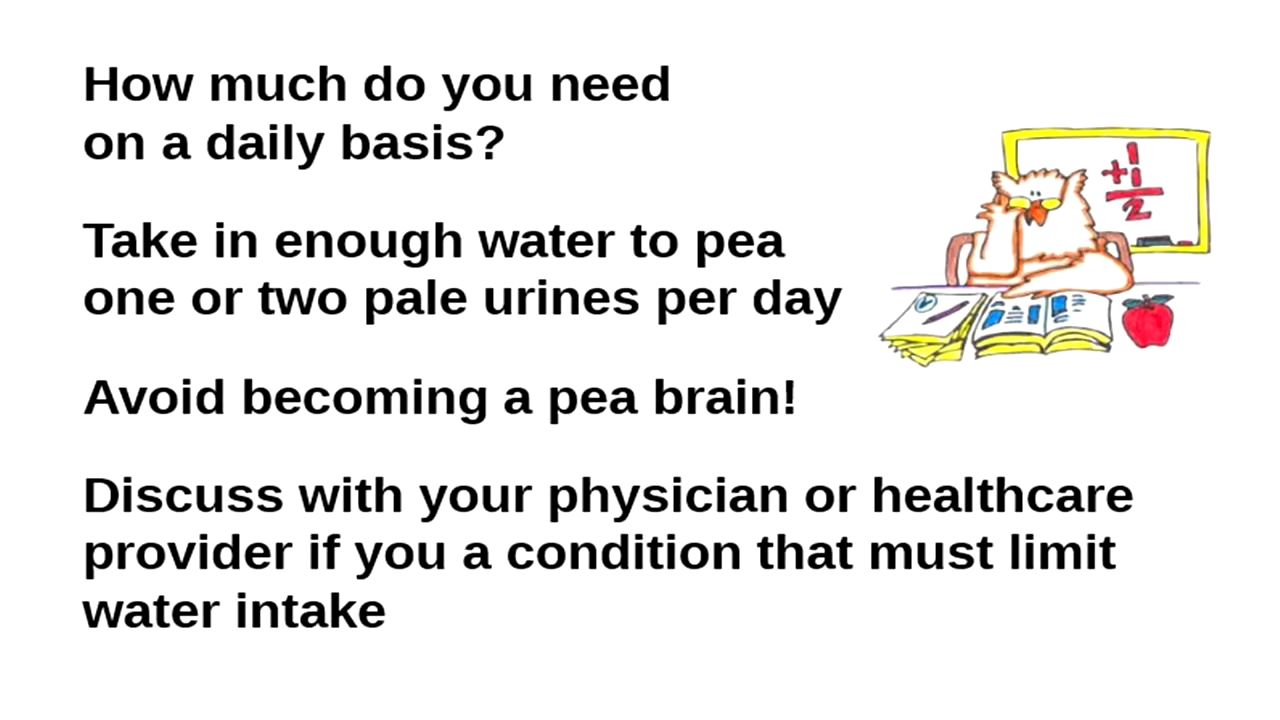 How much do you need
on a daily basis?
Take in enough water to pea
one or two pale urines per day
Avoid becoming a pea brain!
Discuss with your physician or healthcare
provider if you a condition that must limit
water intake
1
+1
2